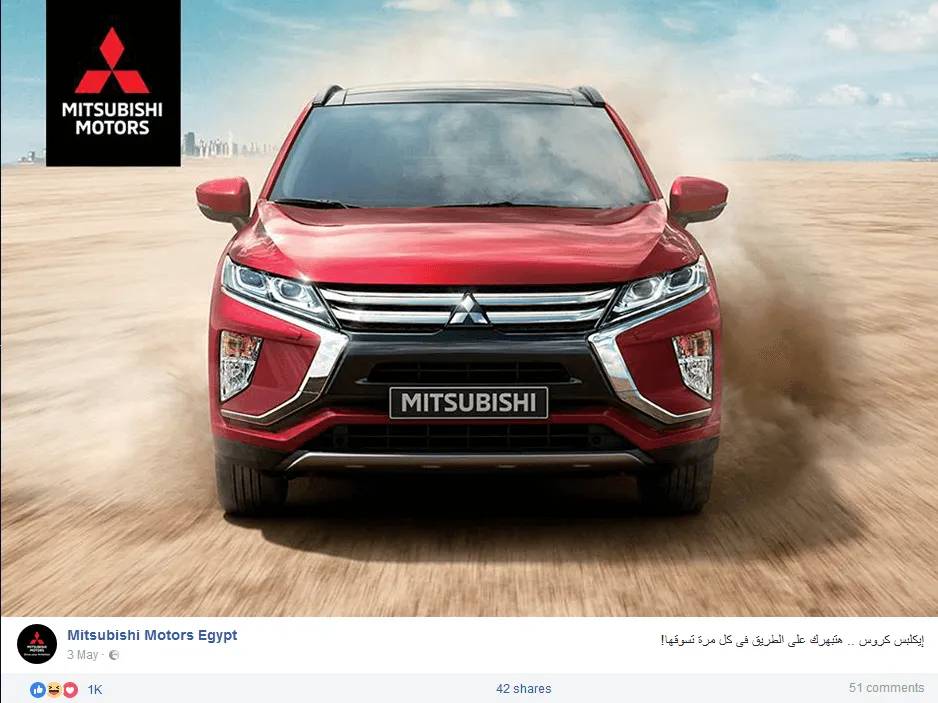 MITSUBISHI
MOTORS
MITSUBISHI
Mitsubishi Motors Egypt
3 May
إيكلبس كروس .. هتبهرك على الطريق فى كل مرة تسوقها!
1K
42 shares
51 comments